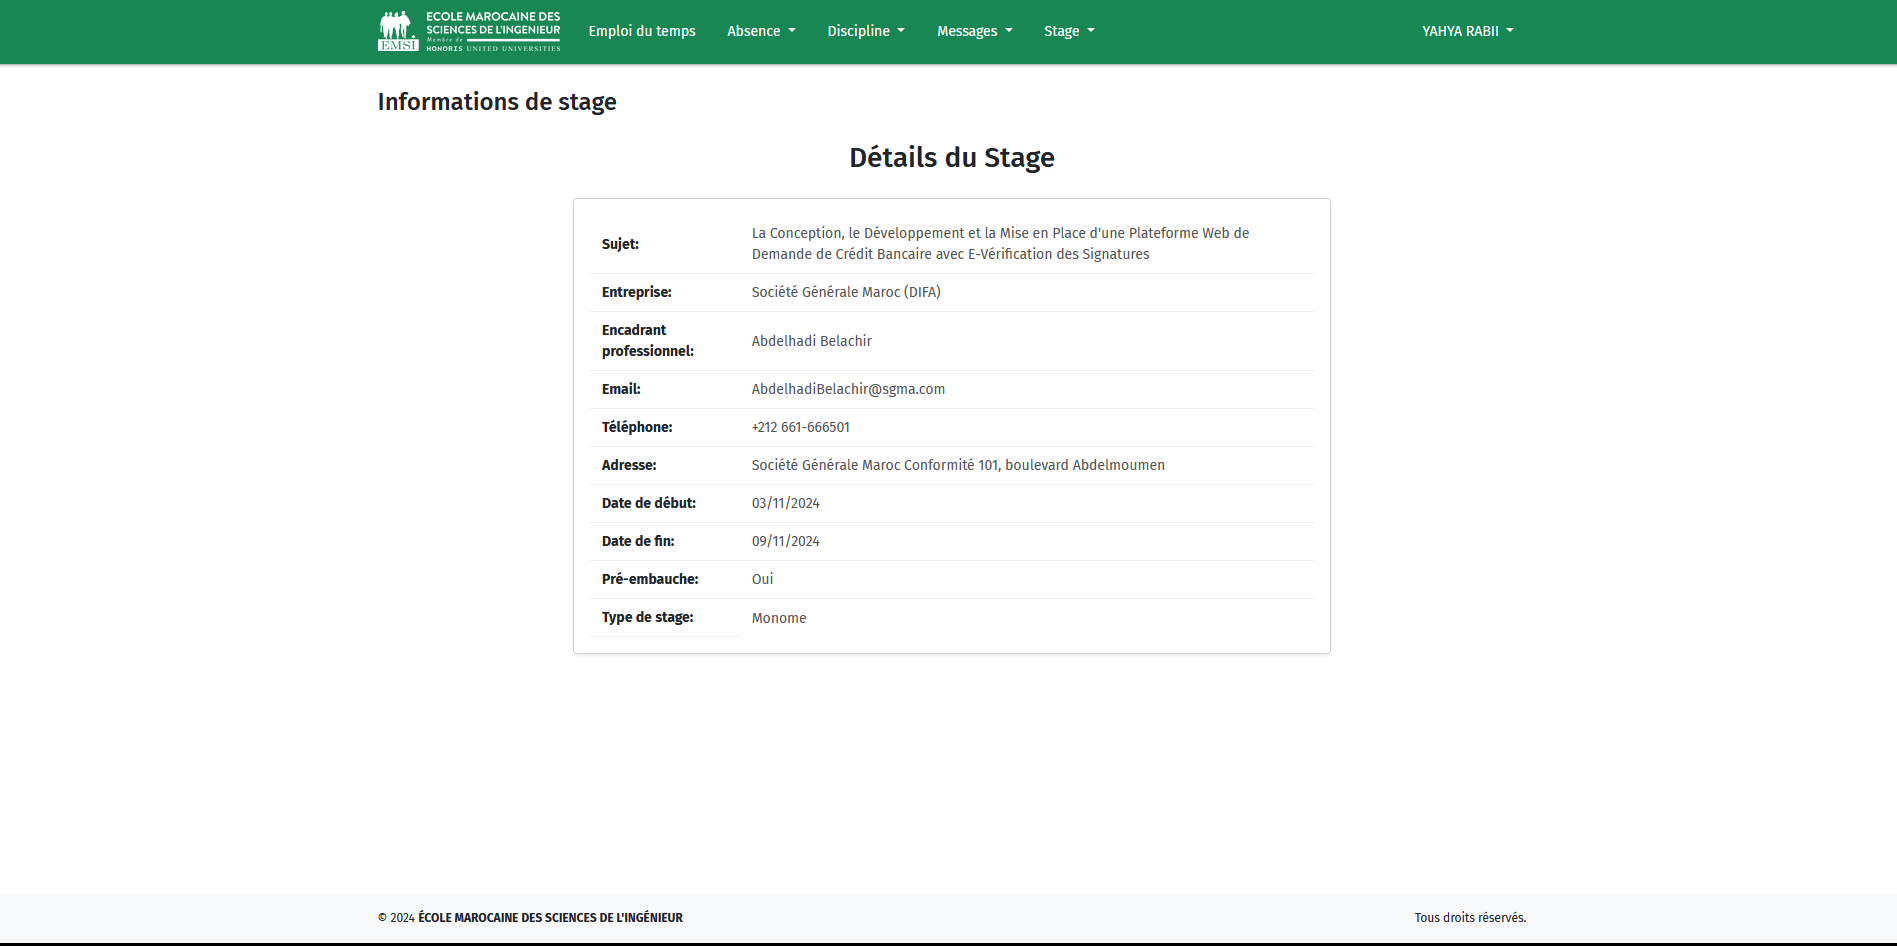 ECOLE MAROCAINE DES
SCIENCES DE L'INGENIEUR
EMSI
Membre de
HONORIS UNITED UNIVERSITIES
Emploi du temps
Absence
Discipline
Messages
Stage
YAHYA RABII
Informations de stage
Détails du Stage
Sujet:
La Conception, le Développement et la Mise en Place d'une Plateforme Web de
Demande de Crédit Bancaire avec E-Vérification des Signatures
Entreprise:
Société Générale Maroc (DIFA)
Encadrant
professionnel:
Abdelhadi Belachir
Email:
AbdelhadiBelachir@sgma.com
Téléphone:
+212 661-666501
Adresse:
Société Générale Maroc Conformité 101, boulevard Abdelmoumen
Date de début:
03/11/2024
Date de fin:
09/11/2024
Pré-embauche:
Oui
Type de stage:
Monome
© 2024 ÉCOLE MAROCAINE DES SCIENCES DE L'INGÉNIEUR
Tous droits réservés.